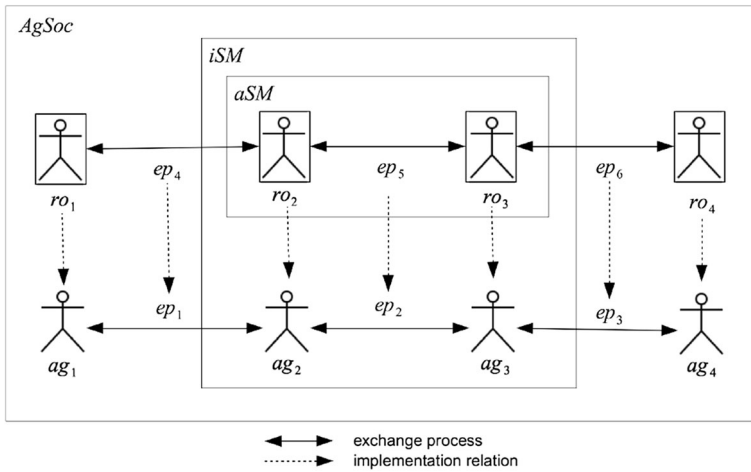 AgSoc
iSM
aSM
ep4 ep5 ep6
ro1 ro2 ro3 ro4
ep1 ep2 ep3
ag1 ag2 ag3 ag4
exchange process
implementation relation